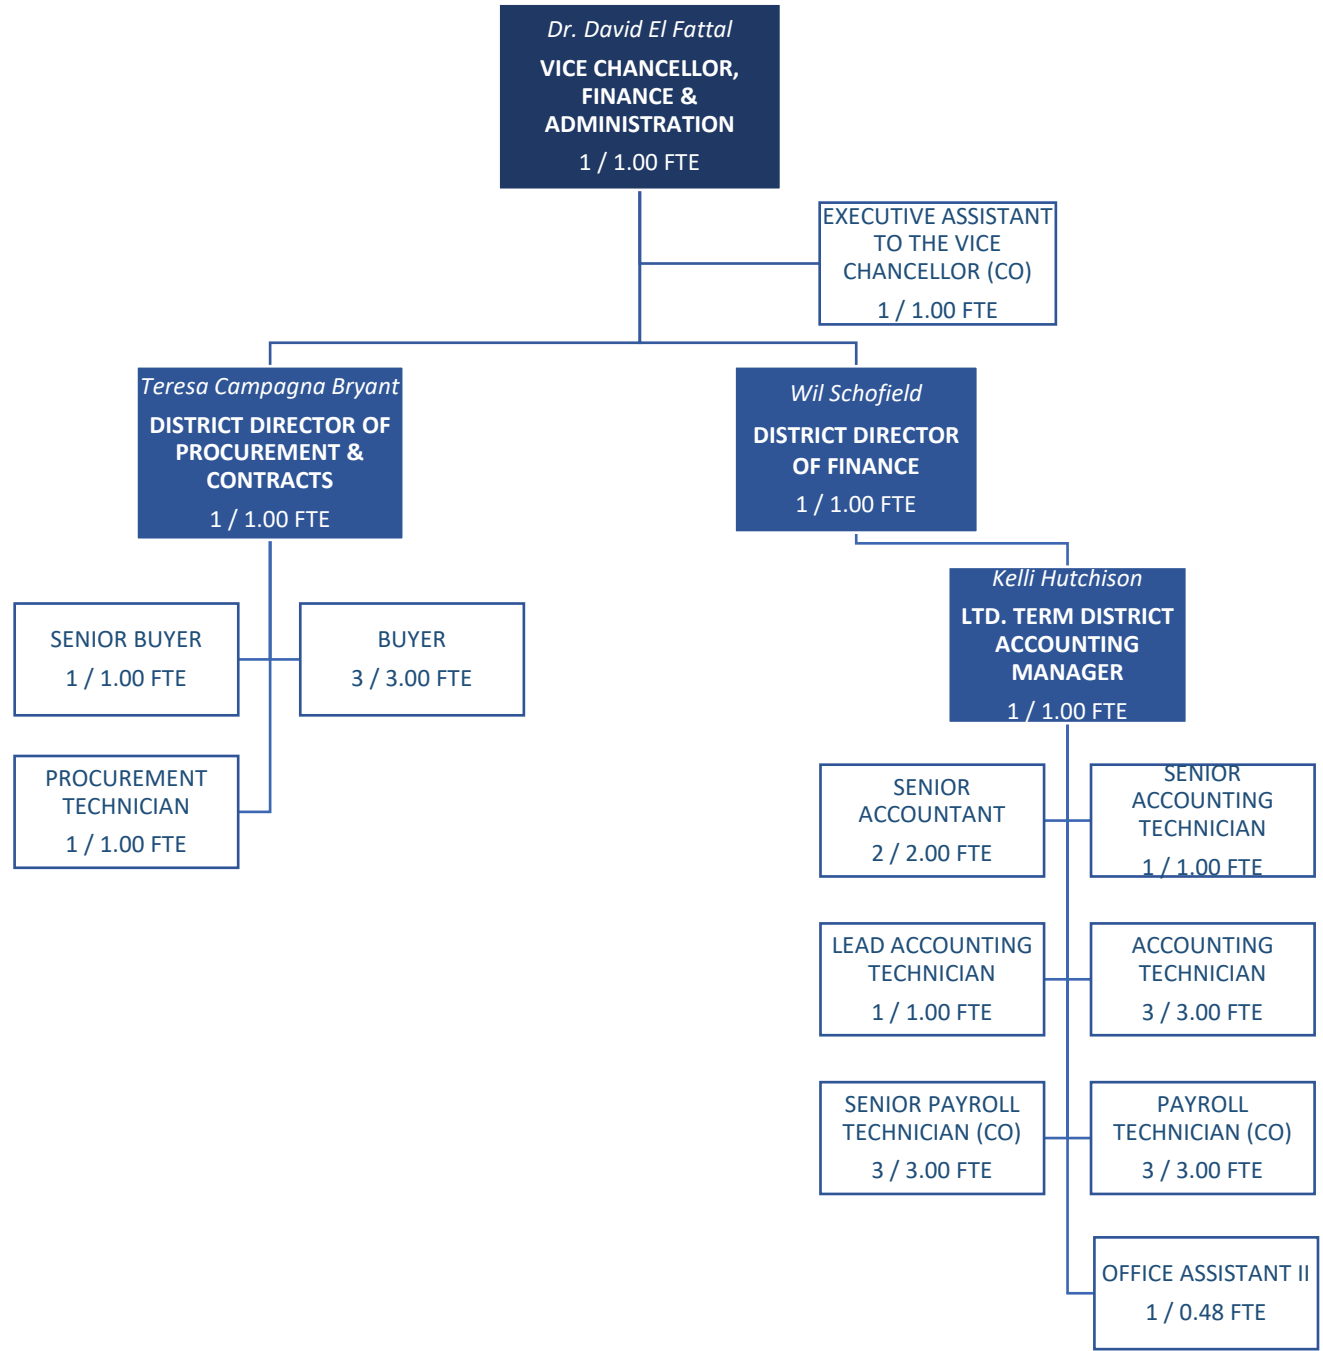 Dr. David El Fattal
VICE CHANCELLOR,
FINANCE &
ADMINISTRATION
1 / 1.00 FTE
EXECUTIVE ASSISTANT
TO THE VICE
CHANCELLOR (CO)
1 / 1.00 FTE
Teresa Campagna Bryant
DISTRICT DIRECTOR OF
PROCUREMENT &
CONTRACTS
1 / 1.00 FTE
Wil Schofield
DISTRICT DIRECTOR
OF FINANCE
1 / 1.00 FTE
SENIOR BUYER
1 / 1.00 FTE
BUYER
3 / 3.00 FTE
PROCUREMENT
TECHNICIAN
1 / 1.00 FTE
Kelli Hutchison
LTD. TERM DISTRICT
ACCOUNTING
MANAGER
1 / 1.00 FTE
SENIOR
ACCOUNTANT
2 / 2.00 FTE
SENIOR
ACCOUNTING
TECHNICIAN
1 / 1.00 FTE
LEAD ACCOUNTING
TECHNICIAN
1 / 1.00 FTE
ACCOUNTING
TECHNICIAN
3 / 3.00 FTE
SENIOR PAYROLL
TECHNICIAN (CO)
3 / 3.00 FTE
PAYROLL
TECHNICIAN (CO)
3 / 3.00 FTE
OFFICE ASSISTANT II
1 / 0.48 FTE